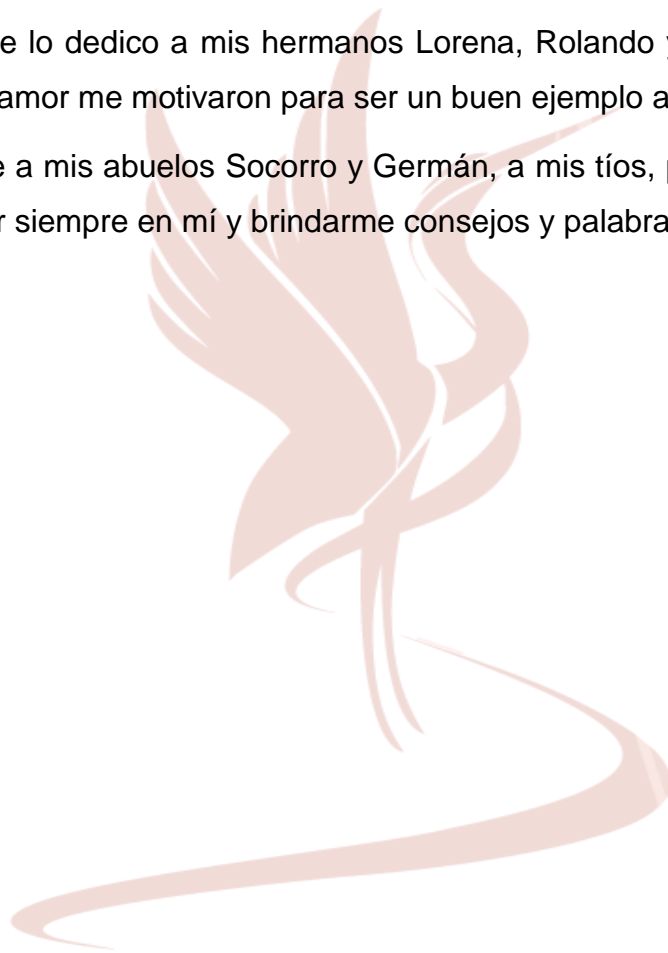 e lo dedico a mis hermanos Lorena, Rolando y
amor me motivaron para ser un buen ejemplo a
e a mis abuelos Socorro y Germán, a mis tíos, p
r siempre en mí y brindarme consejos y palabra